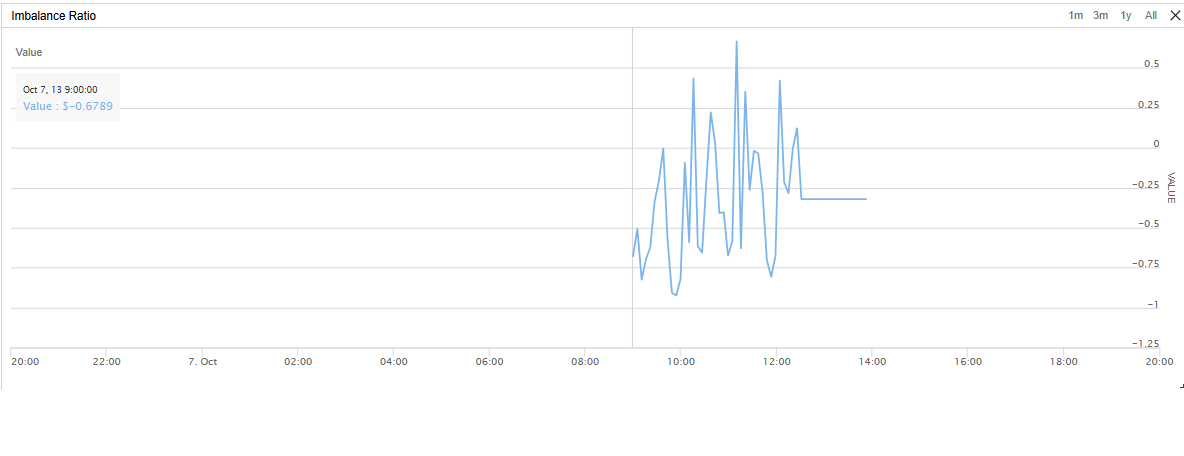 Imbalance Ratio
1m 3m 1y All
Value
Oct 7, 13 9:00:00
Value : $-0.6789
0.5
0.25
0
-0.25
-0.5
-0.75
-1
-1.25
VALUE
20:00 22:00 7. Oct 02:00 04:00 06:00 08:00 10:00 12:00 14:00 16:00 18:00 20:00